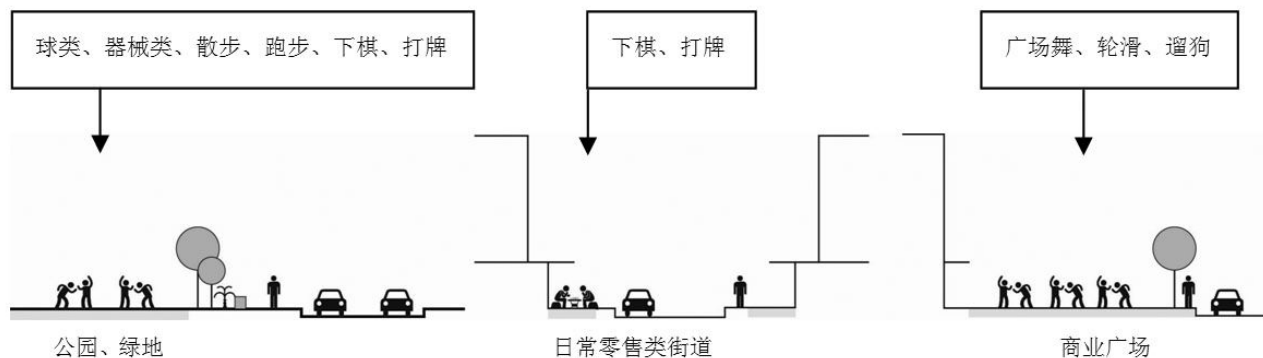 球类、器械类、散步、跑步、下棋、打牌
下棋、打牌
广场舞、轮滑、遛狗
公园、绿地
日常零售类街道
商业广场